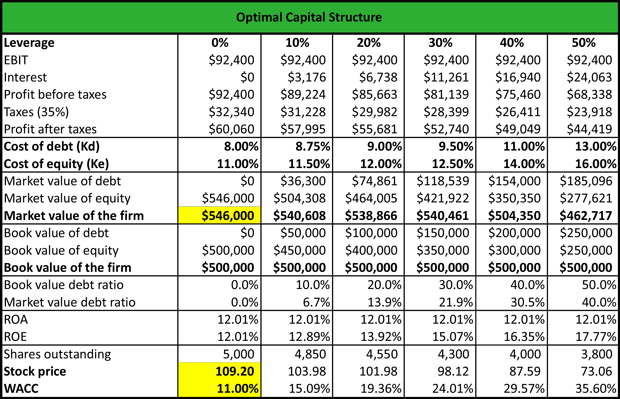 Optimal Capital Structure
Leverage 0% 10% 20% 30% 40% 50%
EBIT $92,400 $92,400 $92,400 $92,400 $92,400 $92,400
Interest $0 $3,176 $6,738 $11,261 $16,940 $24,063
Profit before taxes $92,400 $89,224 $85,663 $81,139 $75,460 $68,338
Taxes (35%) $32,340 $31,228 $29,982 $28,399 $26,411 $23,918
Profit after taxes $60,060 $57,995 $55,681 $52,740 $49,049 $44,419
Cost of debt (Kd) 8.00% 8.75% 9.00% 9.50% 11.00% 13.00%
Cost of equity (Ke) 11.00% 11.50% 12.00% 12.50% 14.00% 16.00%
Market value of debt $0 $36,300 $74,861 $118,539 $154,000 $185,096
Market value of equity $546,000 $504,308 $464,005 $421,922 $350,350 $277,621
Market value of the firm $546,000 $540,608 $538,866 $540,461 $504,350 $462,717
Book value of debt $0 $50,000 $100,000 $150,000 $200,000 $250,000
Book value of equity $500,000 $450,000 $400,000 $350,000 $300,000 $250,000
Book value of the firm $500,000 $500,000 $500,000 $500,000 $500,000 $500,000
Book value debt ratio 0.0% 10.0% 20.0% 30.0% 40.0% 50.0%
Market value debt ratio 0.0% 6.7% 13.9% 21.9% 30.5% 40.0%
ROA 12.01% 12.01% 12.01% 12.01% 12.01% 12.01%
ROE 12.01% 12.89% 13.92% 15.07% 16.35% 17.77%
Shares outstanding 5,000 4,850 4,550 4,300 4,000 3,800
Stock price 109.20 103.98 101.98 98.12 87.59 73.06
WACC 11.00% 15.09% 19.36% 24.01% 29.57% 35.60%